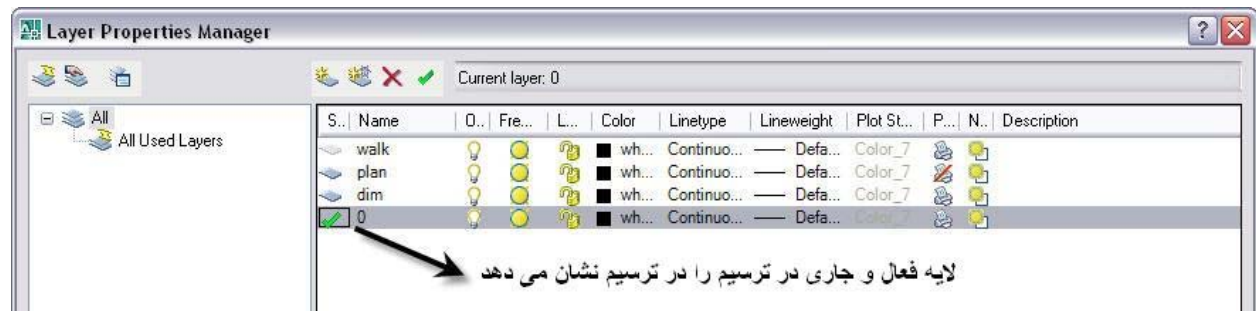 Layer Properties Manager
Current layer: 0
All
All Used Layers
S.. Name O.. Fre... L... Color Linetype Lineweight Plot St... P... N.. Description
walk wh... Continuo... Defa... Color_7
plan wh... Continuo... Defa... Color_7
dim wh... Continuo... Defa... Color_7
0 wh... Continuo... Defa... Color_7
لایه فعال و جاری در ترسیم را در ترسیم نشان می دهد